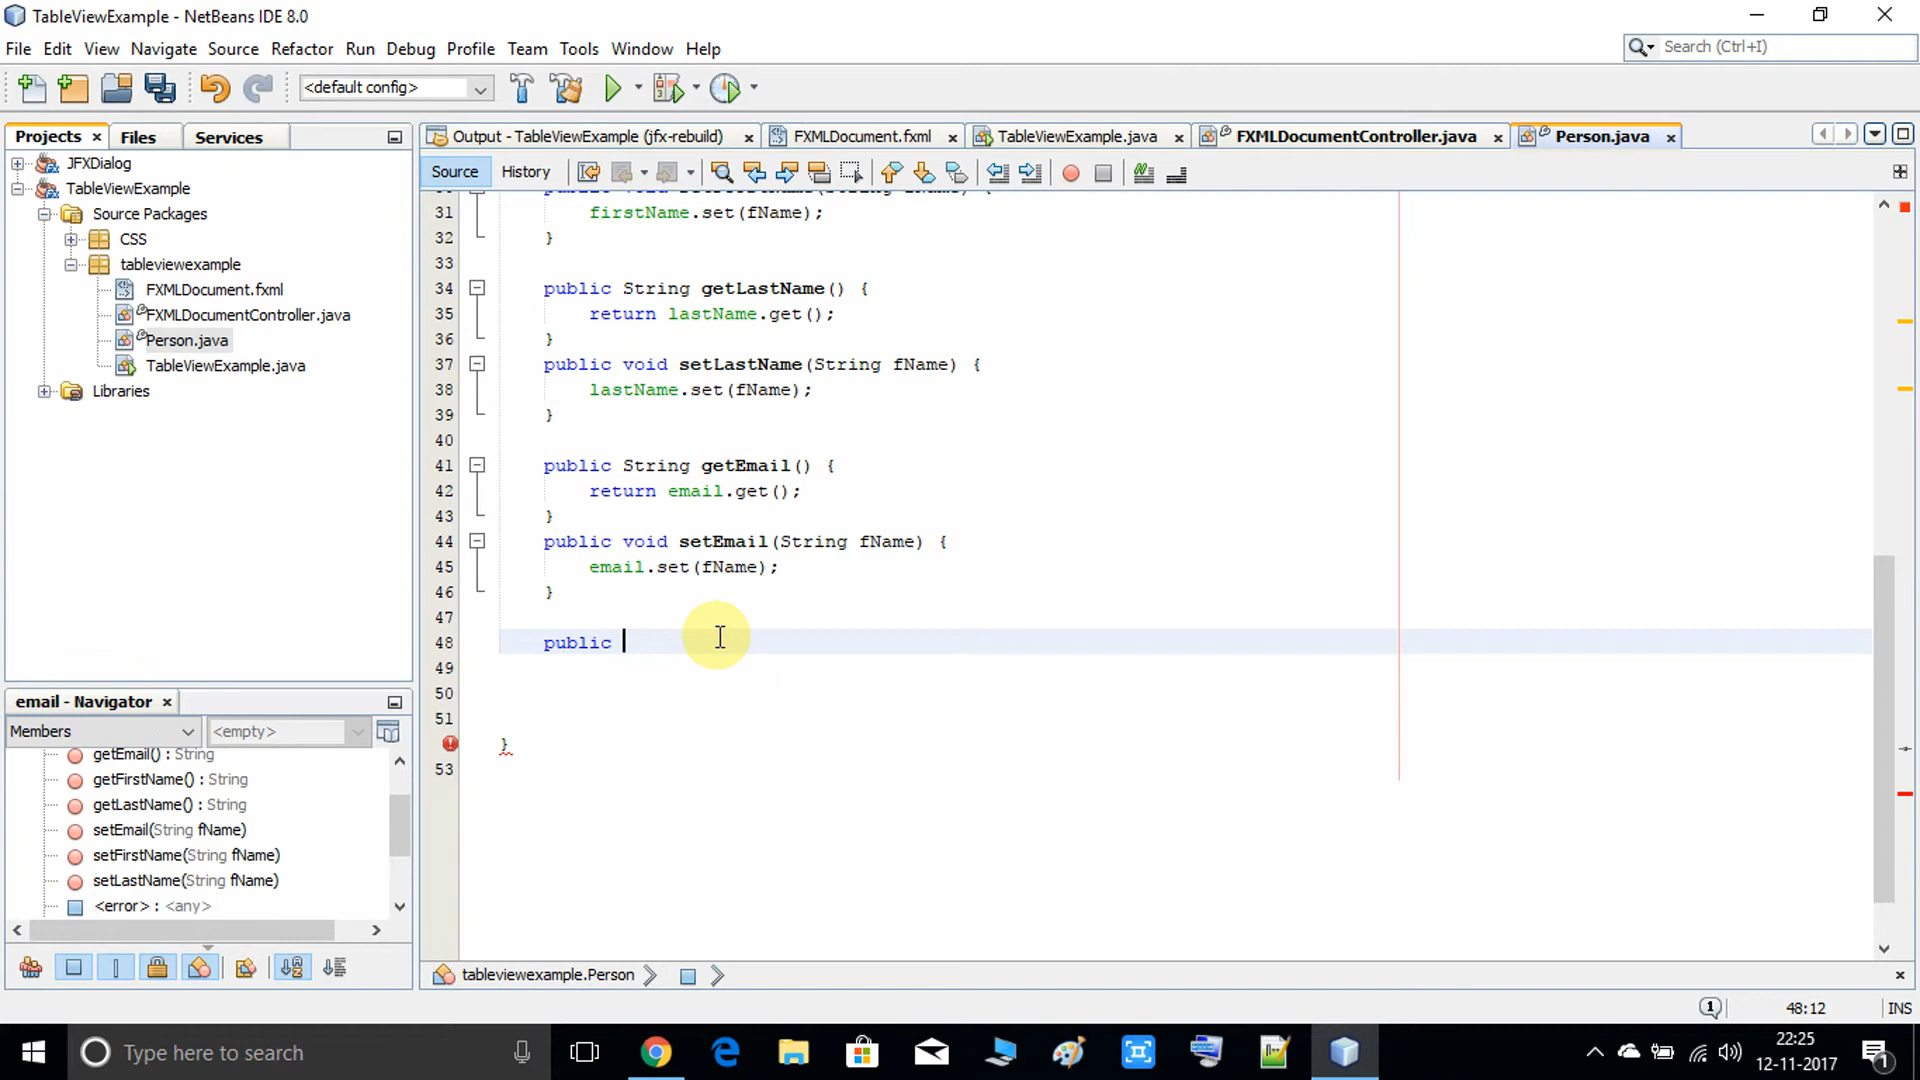 TableViewExample - NetBeans IDE 8.0
File Edit View Navigate Source Refactor Run Debug Profile Team Tools Window Help
Search (Ctrl+I)
<default config>
Projects Files Services
Output - TableViewExample (jfx-rebuild) FXMLDocument.fxml TableViewExample.java FXMLDocumentController.java Person.java
Source History
JFXDialog
TableViewExample
Source Packages
CSS
tableviewexample
FXMLDocument.fxml
FXMLDocumentController.java
Person.java
TableViewExample.java
Libraries
31 firstName.set(fName);
32 }
33
34 public String getLastName() {
35 return lastName.get();
36 }
37 public void setLastName(String fName) {
38 lastName.set(fName);
39 }
40
41 public String getEmail() {
42 return email.get();
43 }
44 public void setEmail(String fName) {
45 email.set(fName);
46 }
47
48 public
49
50
51
}
53
email - Navigator
Members <empty>
getEmail() : String
getFirstName() : String
getLastName() : String
setEmail(String fName)
setFirstName(String fName)
setLastName(String fName)
<error> : <any>
tableviewexample.Person
1 48:12 INS
Type here to search
22:25
12-11-2017
1